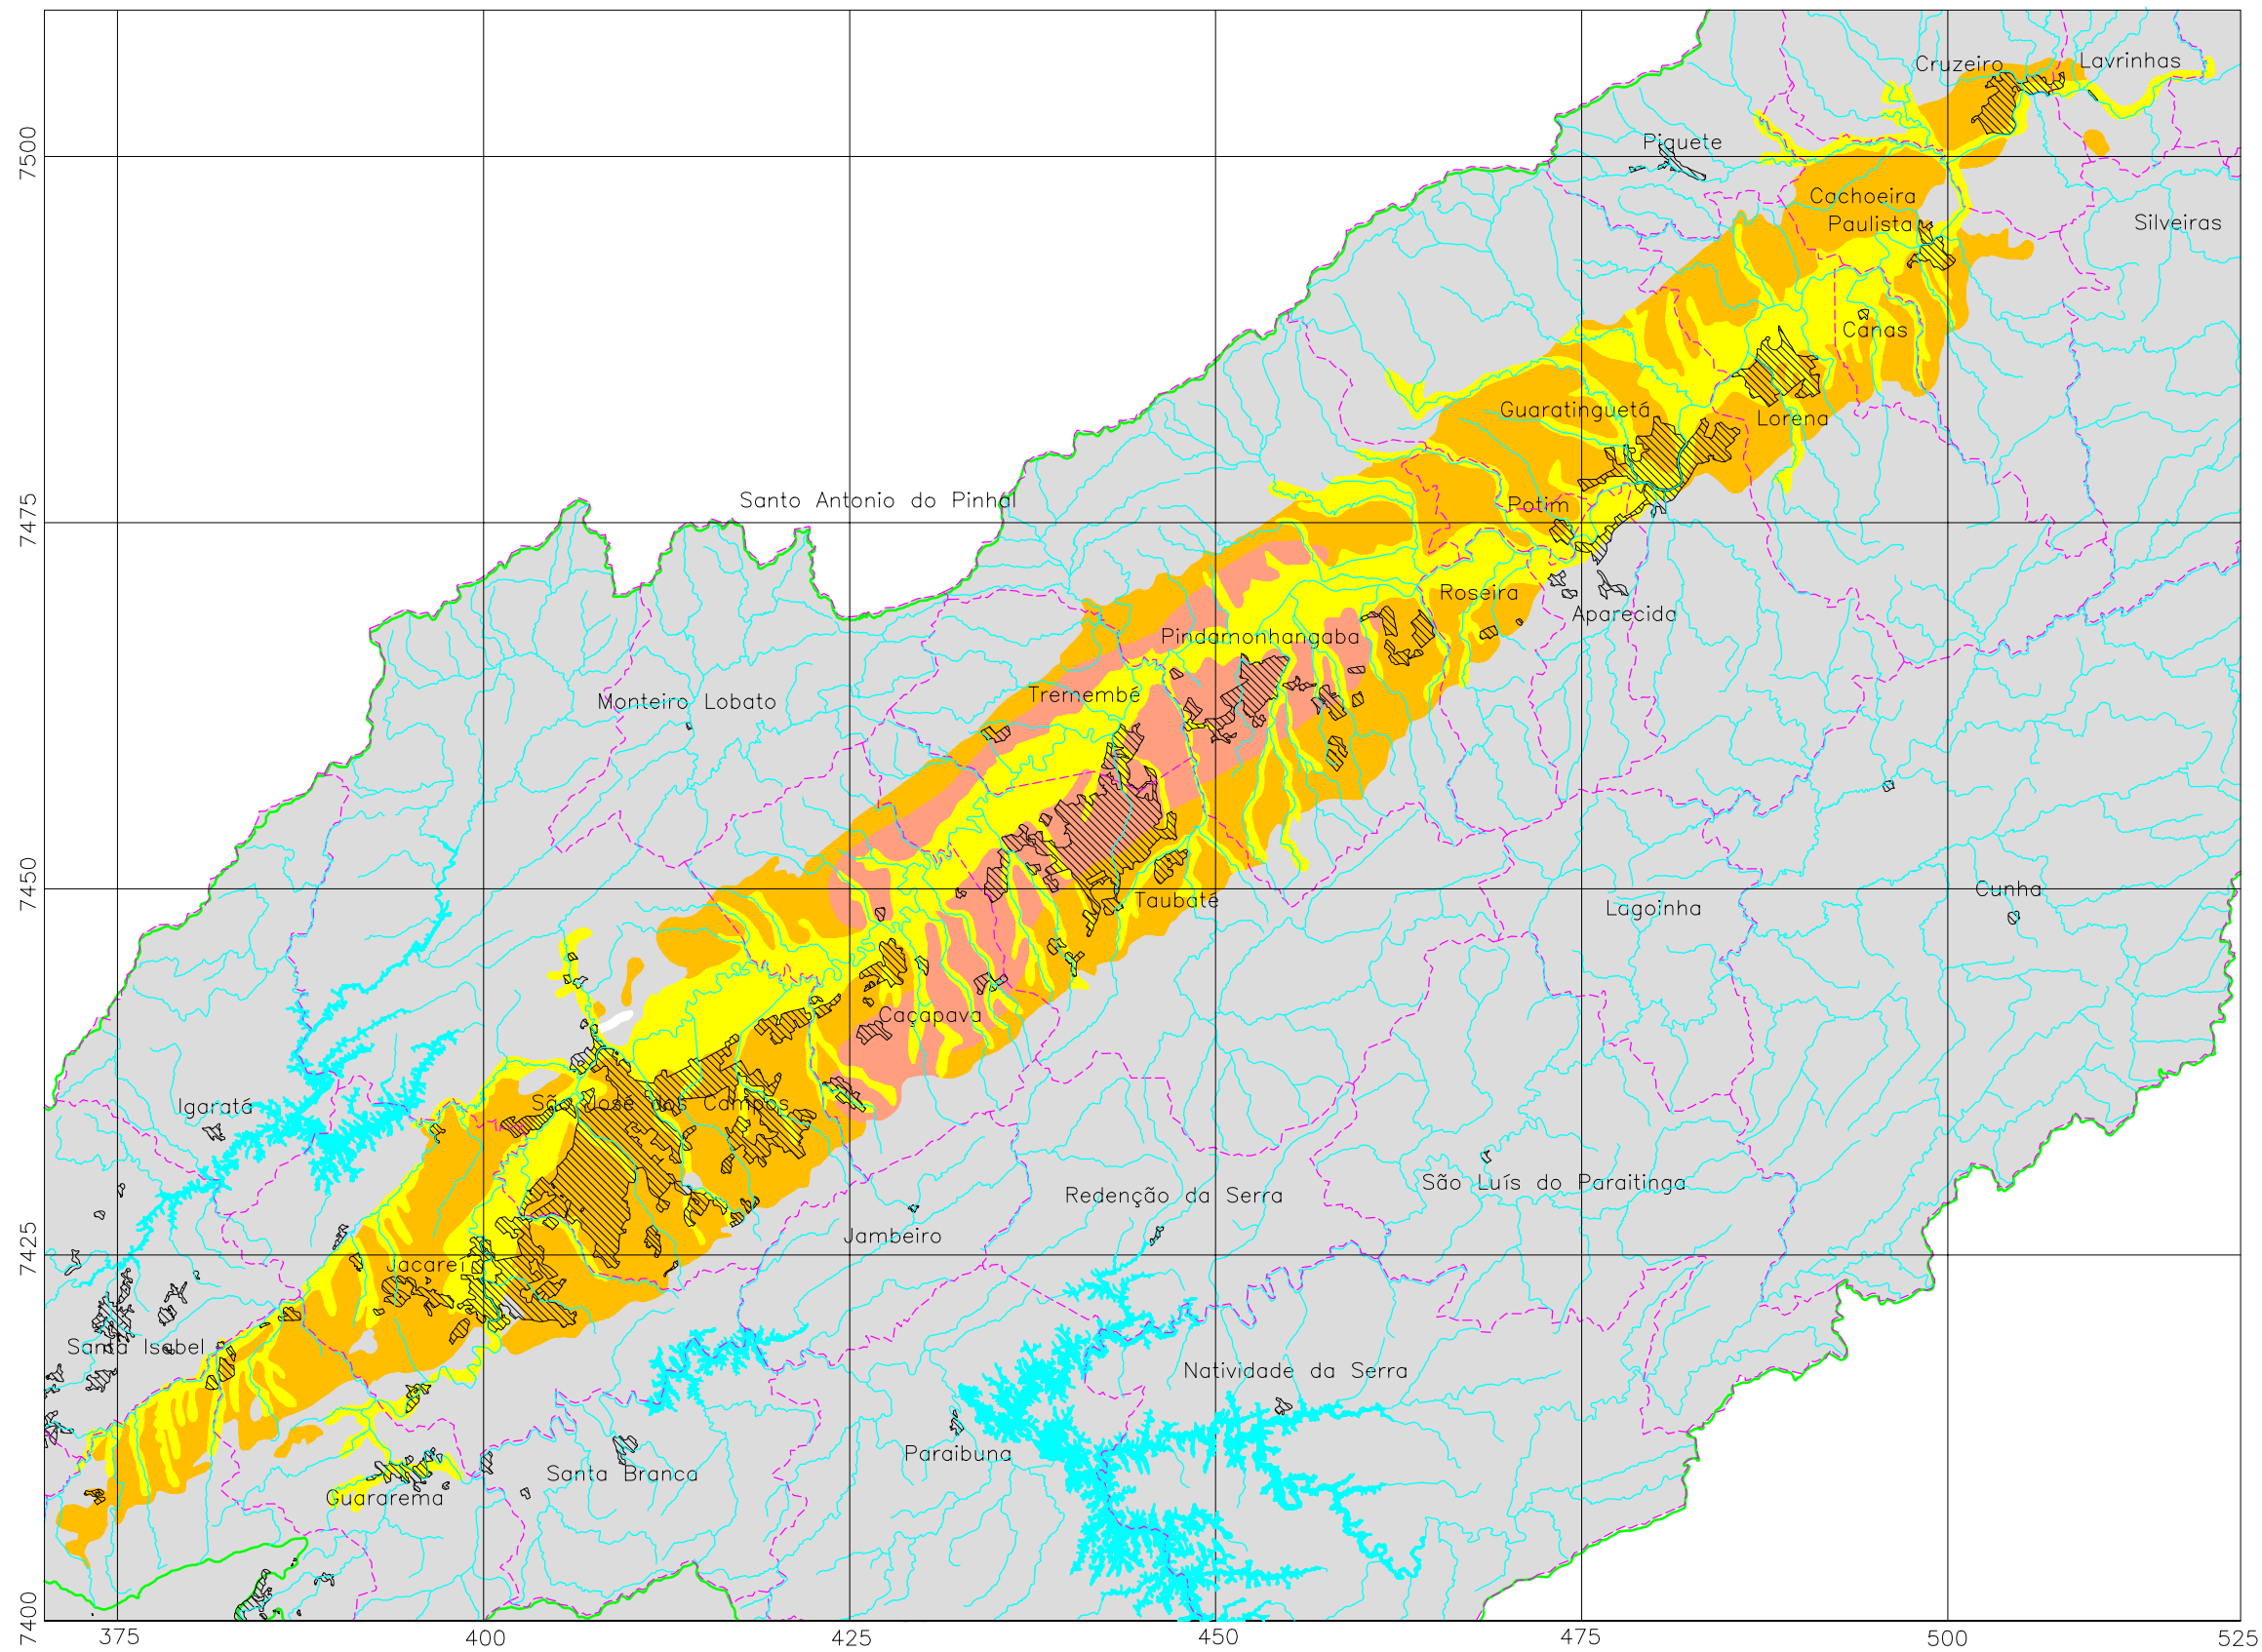 Cruzeiro
Lavrinhas
Piquete
7500
Cachoeira
Paulista
Silveiras
Canas
Guaratinguetá
Lorena
Santo Antonio do Pinhal
Potim
7475
Roseira
Aparecida
Pindamonhangaba
Tremembé
Monteiro Lobato
7450
Taubaté
Lagoinha
Cunha
Caçapava
São José dos Campos
Igaratá
São Luís do Paraitinga
Redenção da Serra
Jambeiro
7425
Jacareí
Santa Isabel
Natividade da Serra
Paraibuna
Santa Branca
Guararema
7400
375
400
425
450
475
500
525